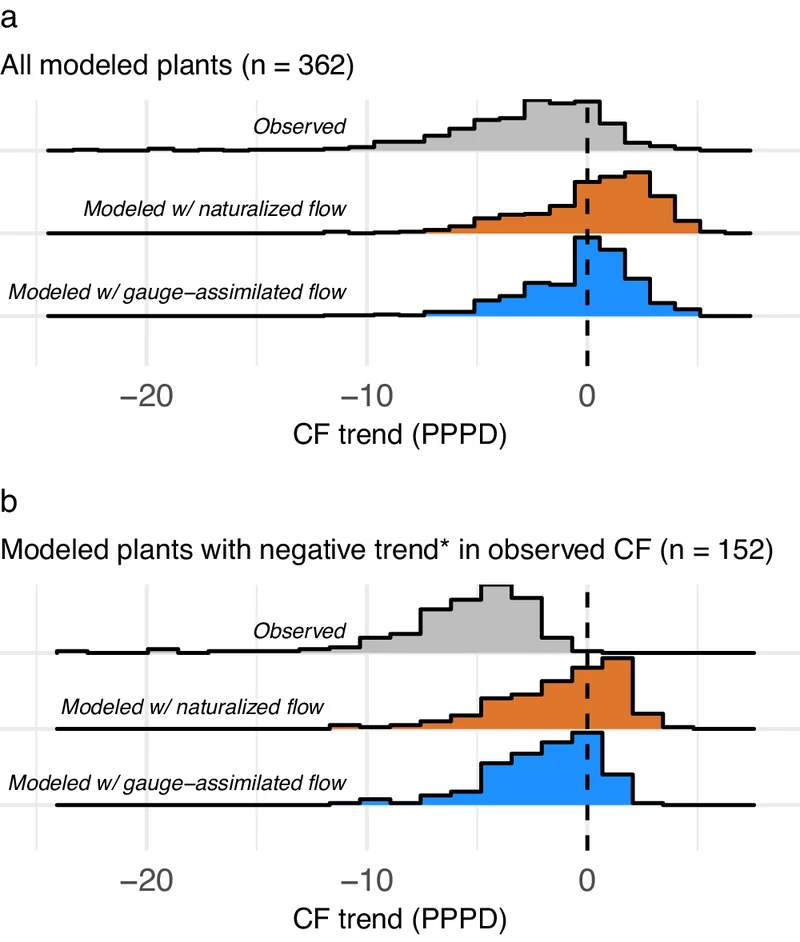 a
All modeled plants (n = 362)
Observed
Modeled w/ naturalized flow
Modeled w/ gauge−assimilated flow
−20 −10 0
CF trend (PPPD)
b
Modeled plants with negative trend* in observed CF (n = 152)
Observed
Modeled w/ naturalized flow
Modeled w/ gauge−assimilated flow
−20 −10 0
CF trend (PPPD)